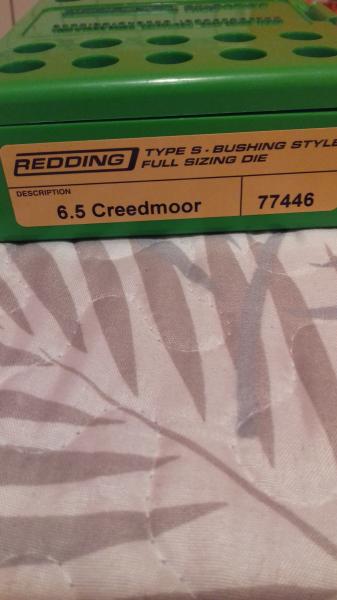 REDDING TYPE S - BUSHING STYLE
FULL SIZING DIE
DESCRIPTION
6.5 Creedmoor 77446